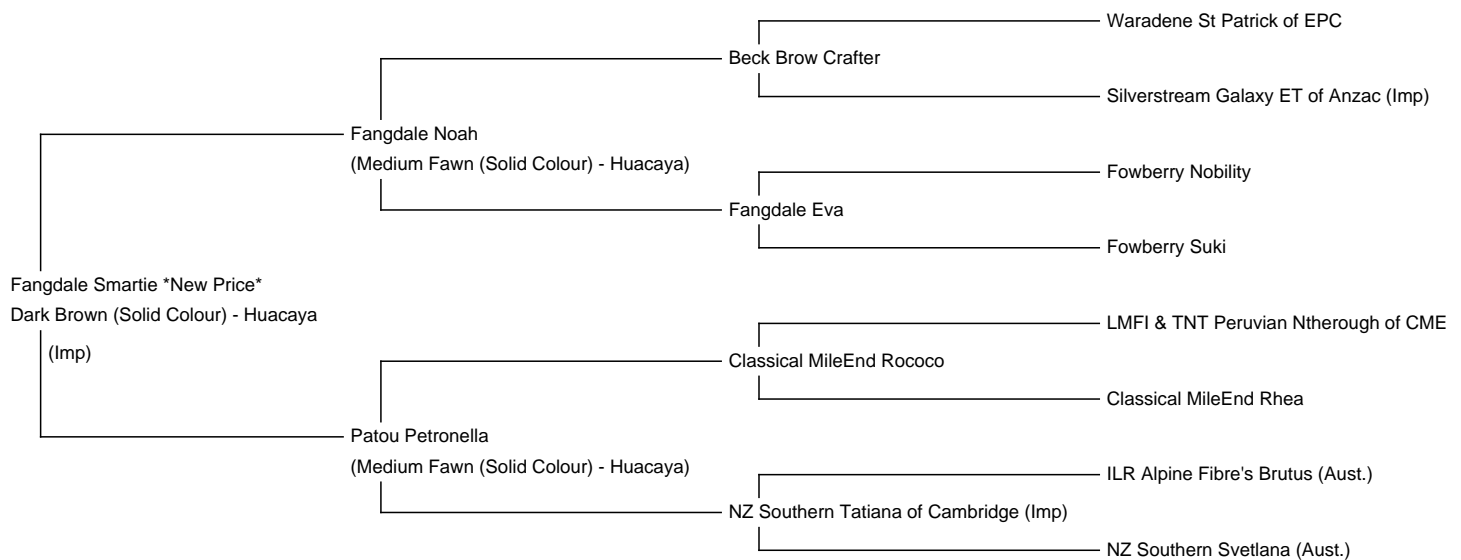 Waradene St Patrick of EPC
Beck Brow Crafter
Silverstream Galaxy ET of Anzac (Imp)
Fangdale Noah
(Medium Fawn (Solid Colour) - Huacaya)
Fowberry Nobility
Fangdale Eva
Fowberry Suki
Fangdale Smartie *New Price*
Dark Brown (Solid Colour) - Huacaya
(Imp)
LMFI & TNT Peruvian Ntherough of CME
Classical MileEnd Rococo
Classical MileEnd Rhea
Patou Petronella
(Medium Fawn (Solid Colour) - Huacaya)
ILR Alpine Fibre's Brutus (Aust.)
NZ Southern Tatiana of Cambridge (Imp)
NZ Southern Svetlana (Aust.)